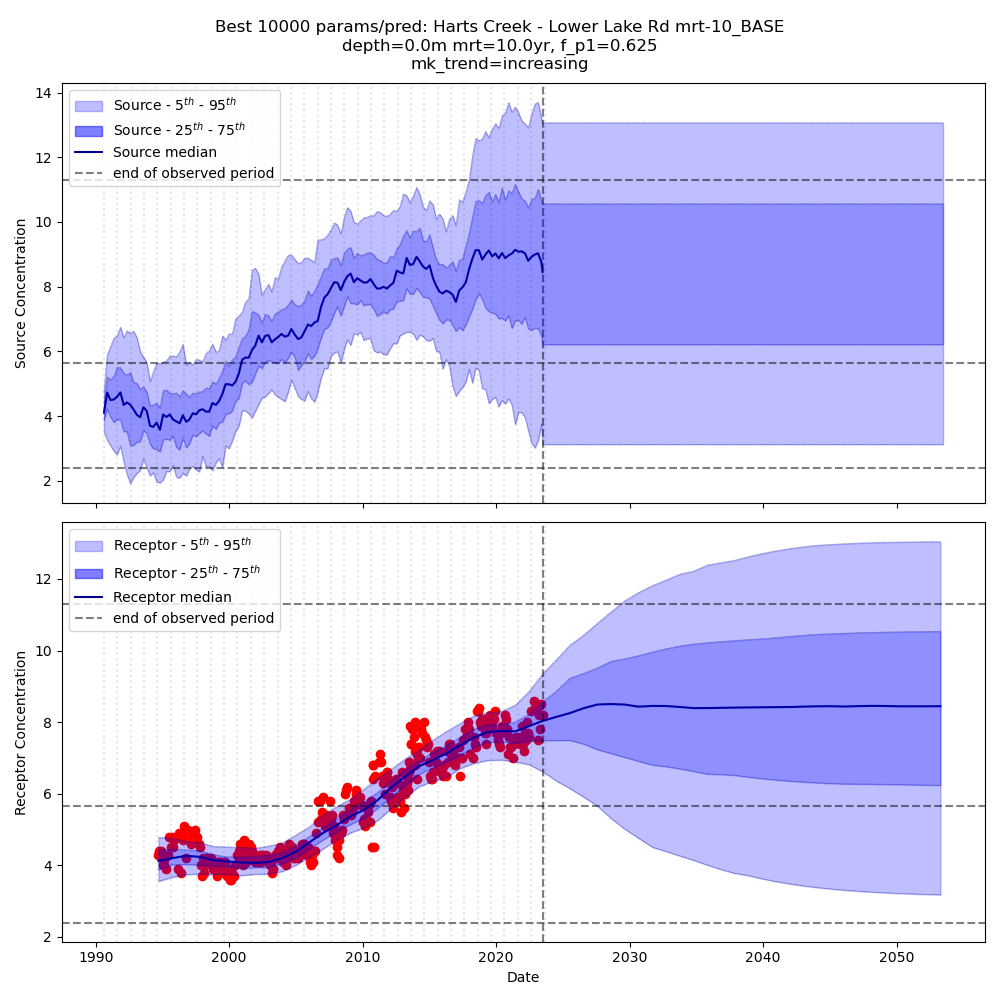 Best 10000 params/pred: Harts Creek - Lower Lake Rd mrt-10_BASE
depth=0.0m mrt=10.0yr, f_p1=0.625
mk_trend=increasing
14
12
10
8
6
4
2
Source Concentration
Source - 5th - 95th
Source - 25th - 75th
Source median
end of observed period
12
10
8
6
4
2
Receptor Concentration
Receptor - 5th - 95th
Receptor - 25th - 75th
Receptor median
end of observed period
1990 2000 2010 2020 2030 2040 2050
Date